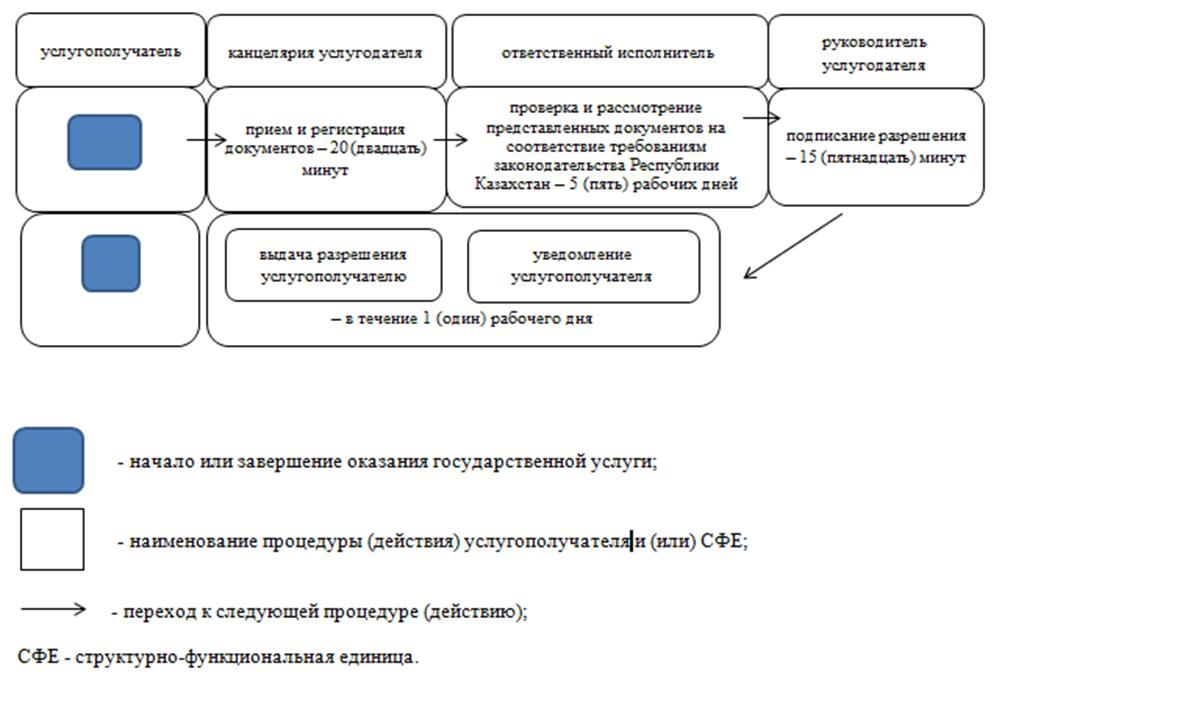 услугополучатель
канцелярия услугодателя
ответственный исполнитель
руководитель
услугодателя
прием и регистрация
документов – 20 (двадцать)
минут
проверка и рассмотрение
представленных документов на
соответствие требованиям
законодательства Республики
Казахстан – 5 (пять) рабочих дней
подписание разрешения
– 15 (пятнадцать) минут
выдача разрешения
услугополучателю
уведомление
услугополучателя
– в течение 1 (один) рабочего дня
- начало или завершение оказания государственной услуги;
- наименование процедуры (действия) услугополучателя и (или) СФЕ;
- переход к следующей процедуре (действию);
СФЕ - структурно-функциональная единица.